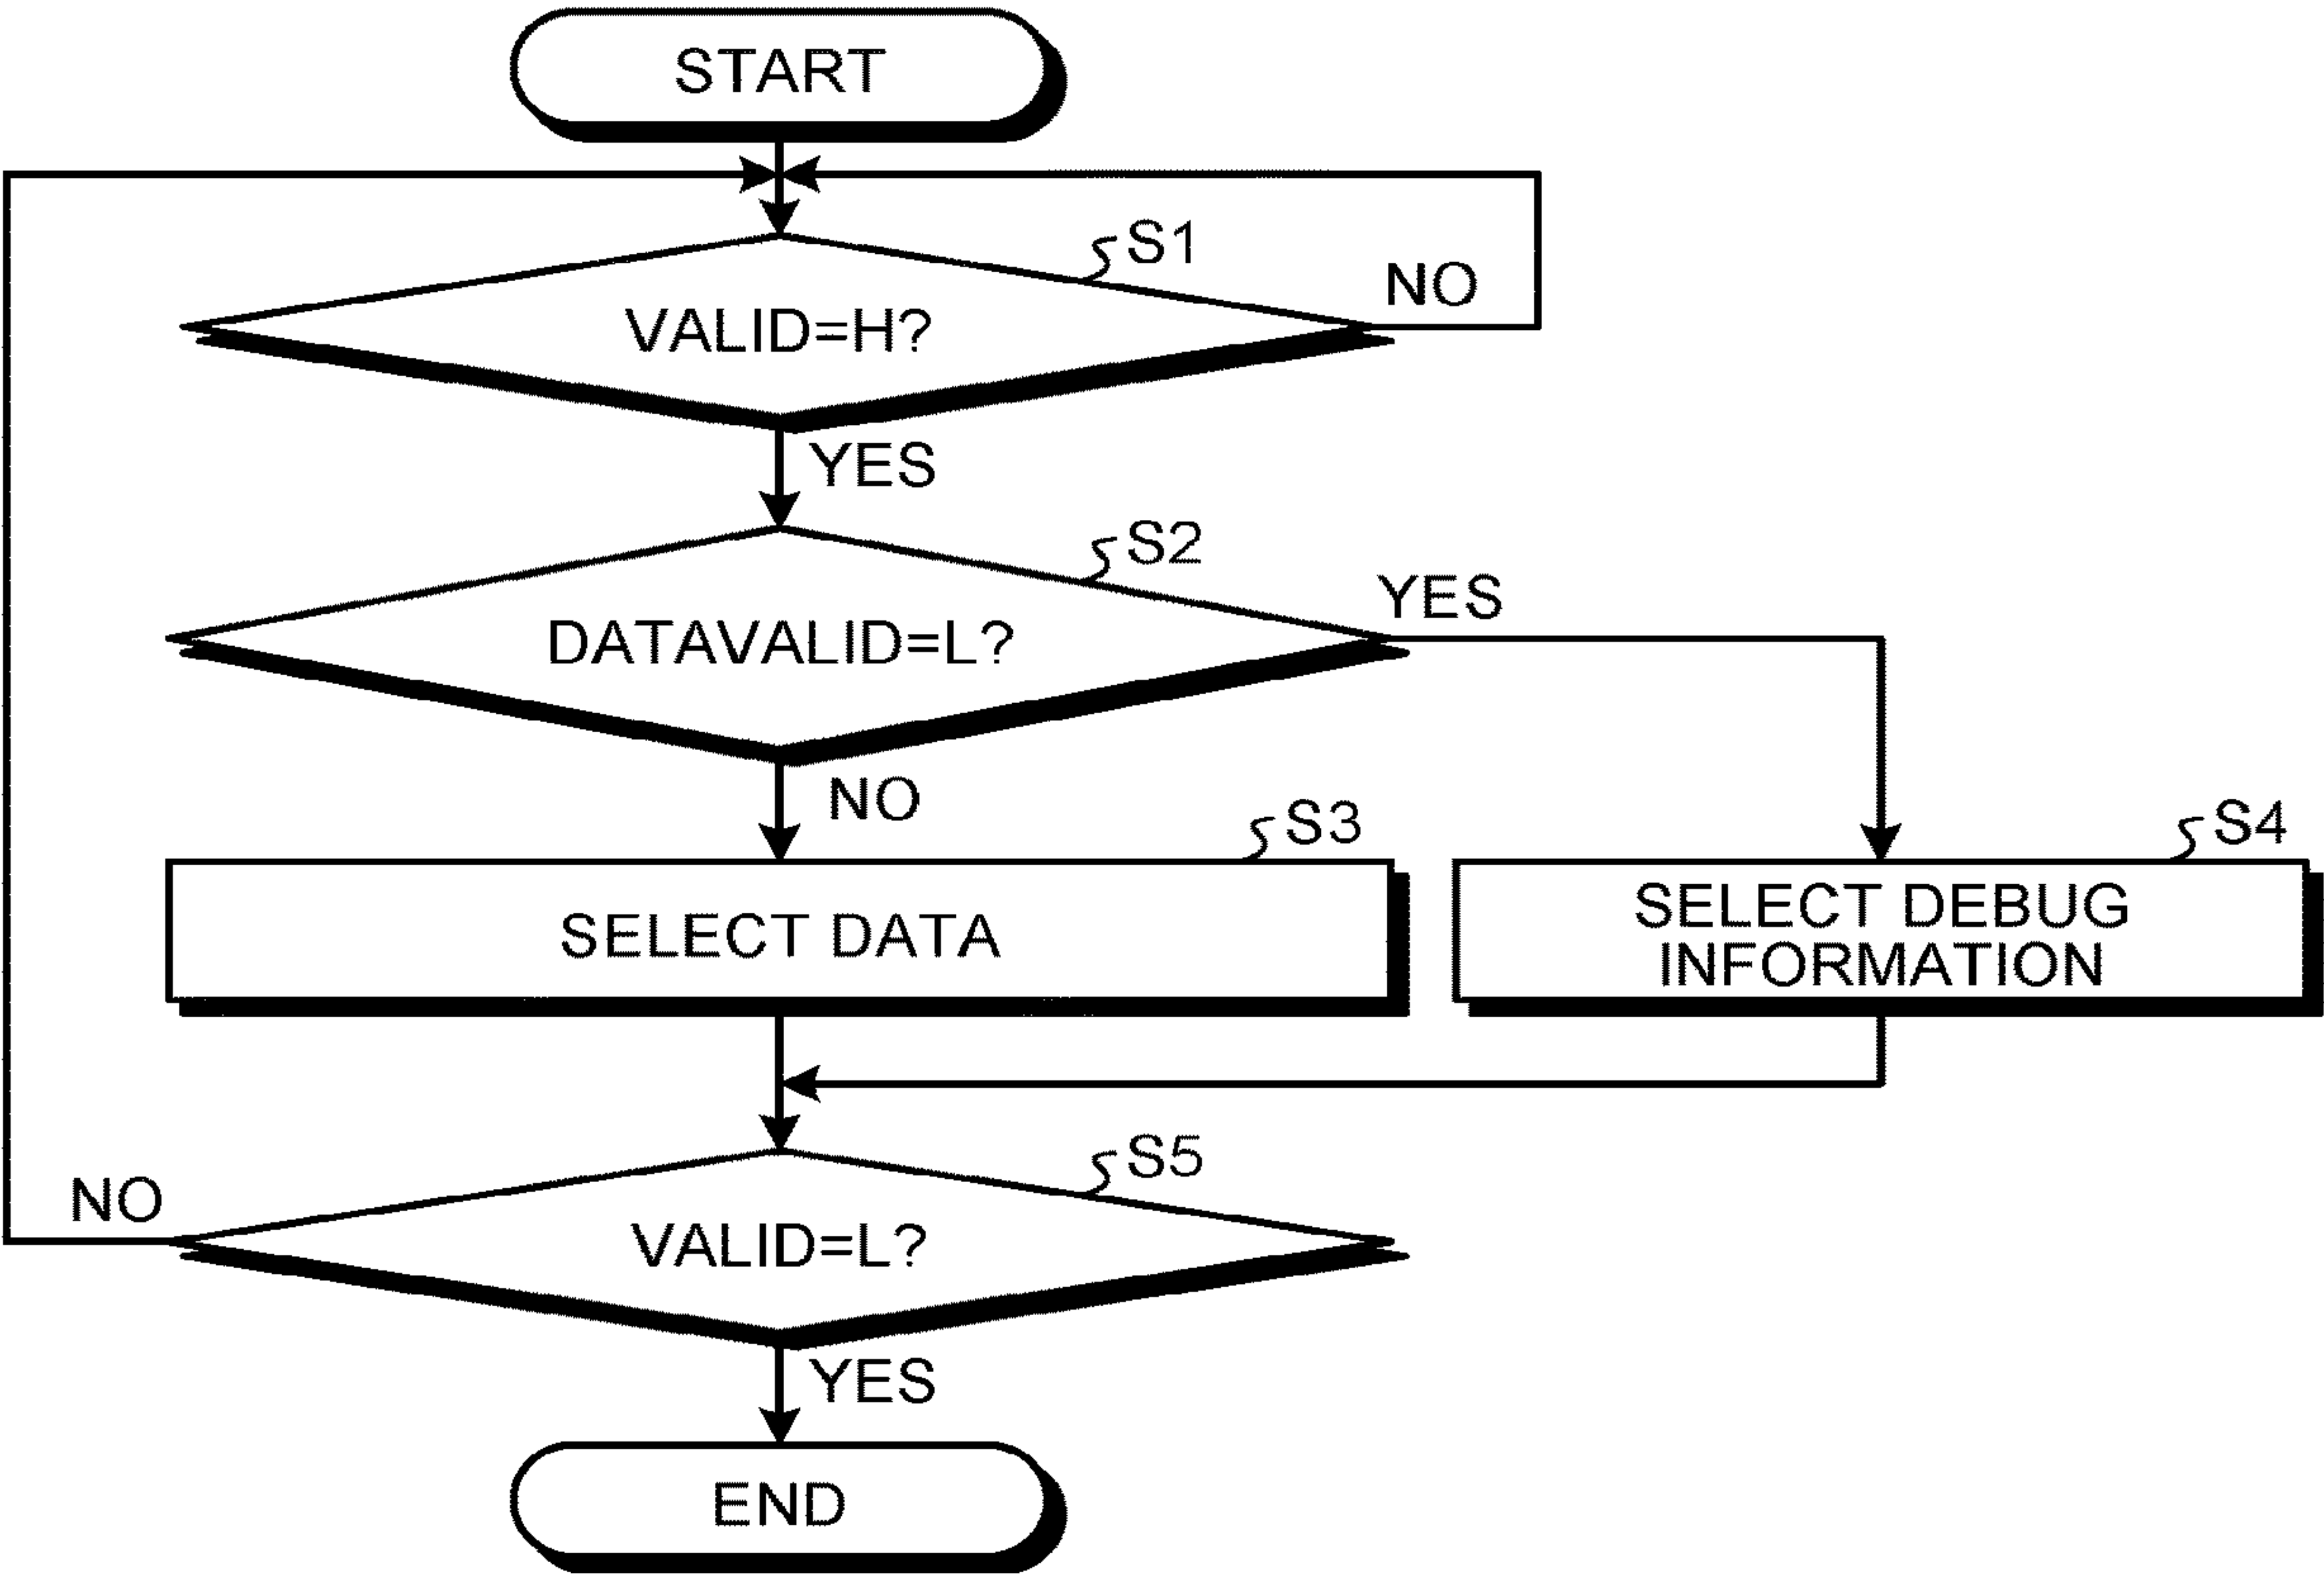 START
S1
NO
VALID=H?
YES
S2
YES
DATAVALID=L?
NO
S3
S4
SELECT DATA
SELECT DEBUG
INFORMATION
S5
NO
VALID=L?
YES
END